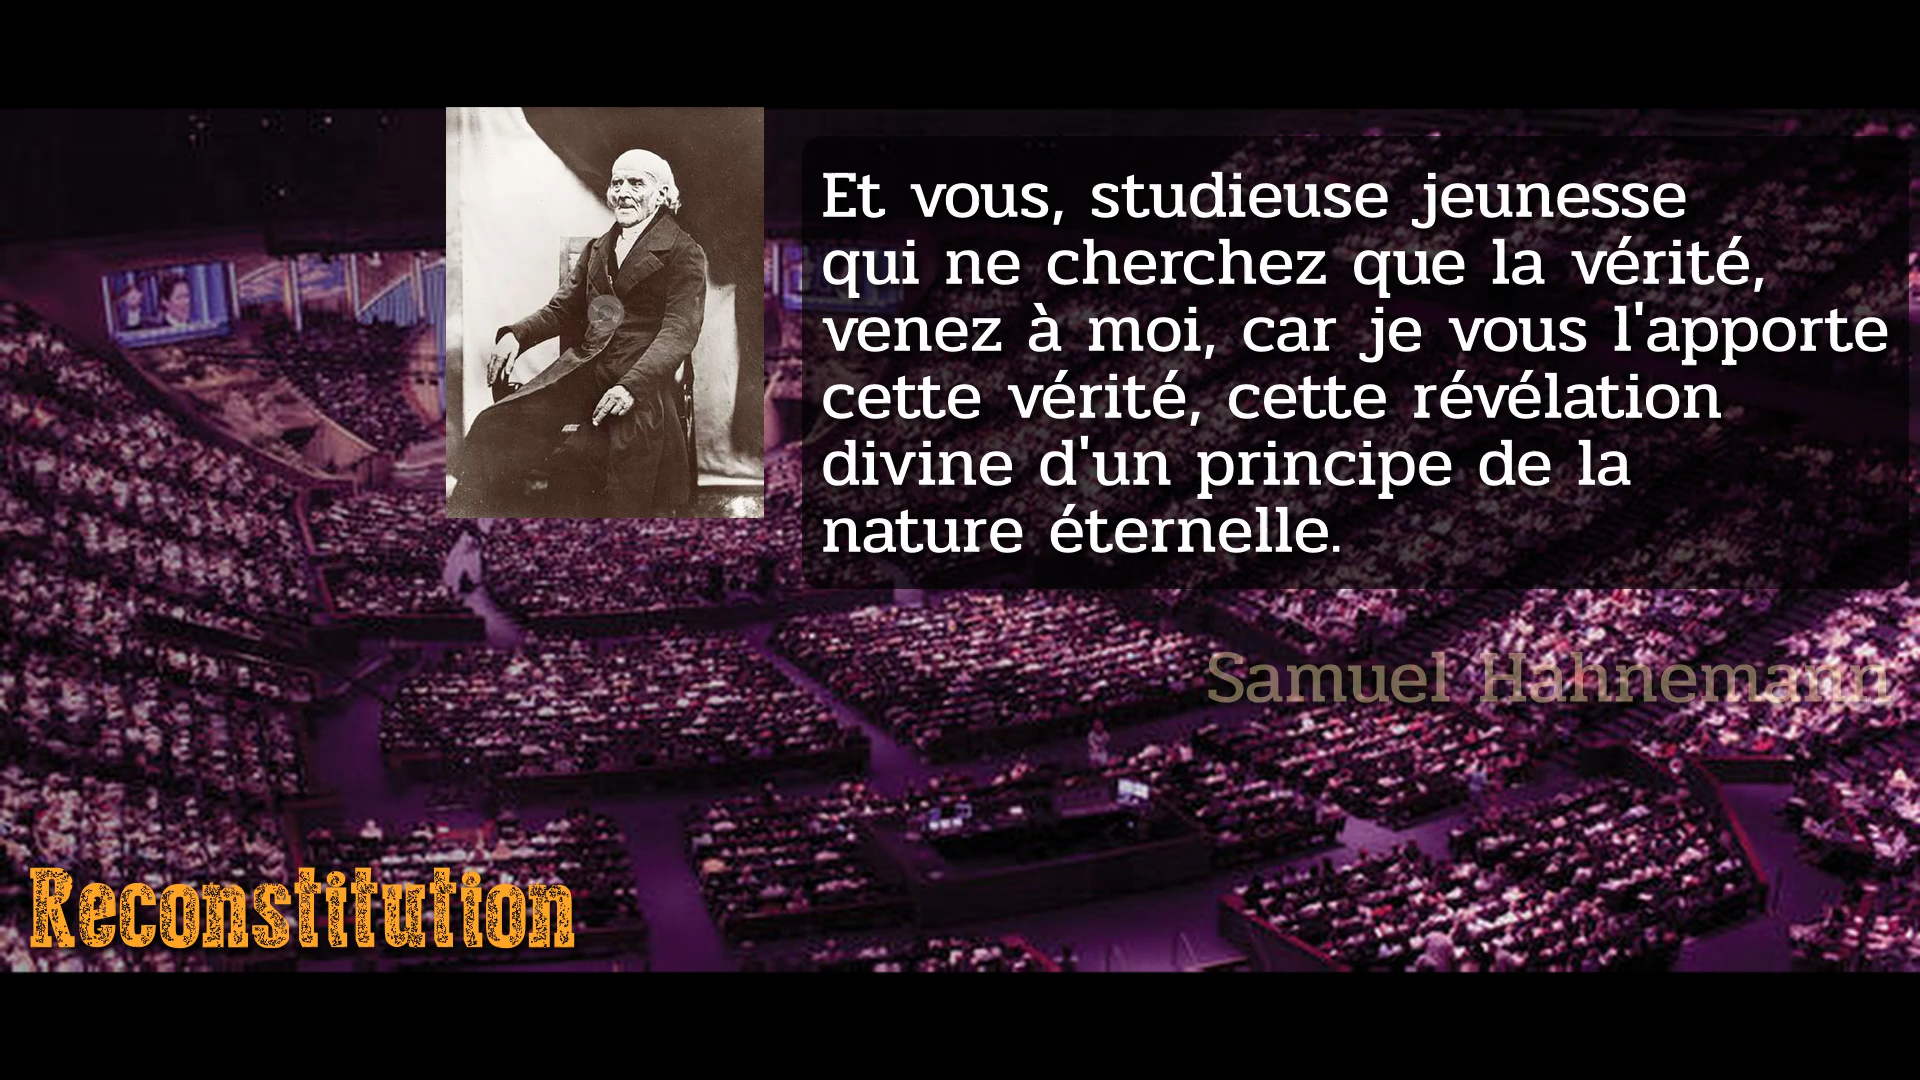 Et vous, studieuse jeunesse
qui ne cherchez que la vérité,
venez à moi, car je vous l'apporte
cette vérité, cette révélation
divine d'un principe de la
nature éternelle.
Samuel Hahnemann
Reconstitution